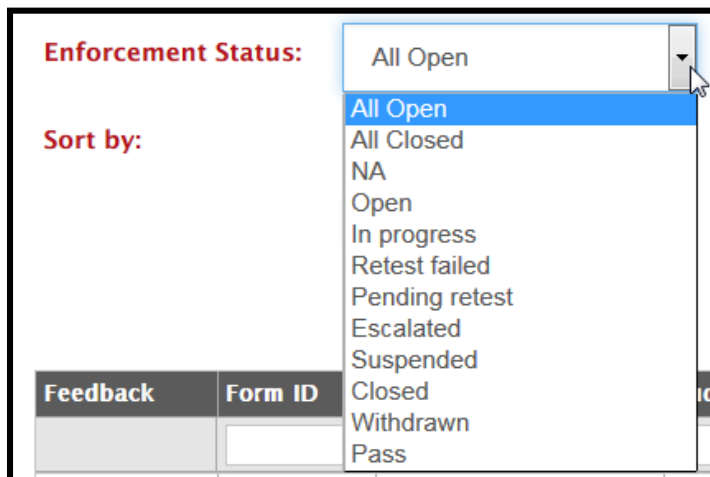 Enforcement Status:
All Open
All Open
All Closed
Sort by:
NA
Open
In progress
Retest failed
Pending retest
Escalated
Suspended
Feedback Form ID
Closed
Withdrawn
Pass